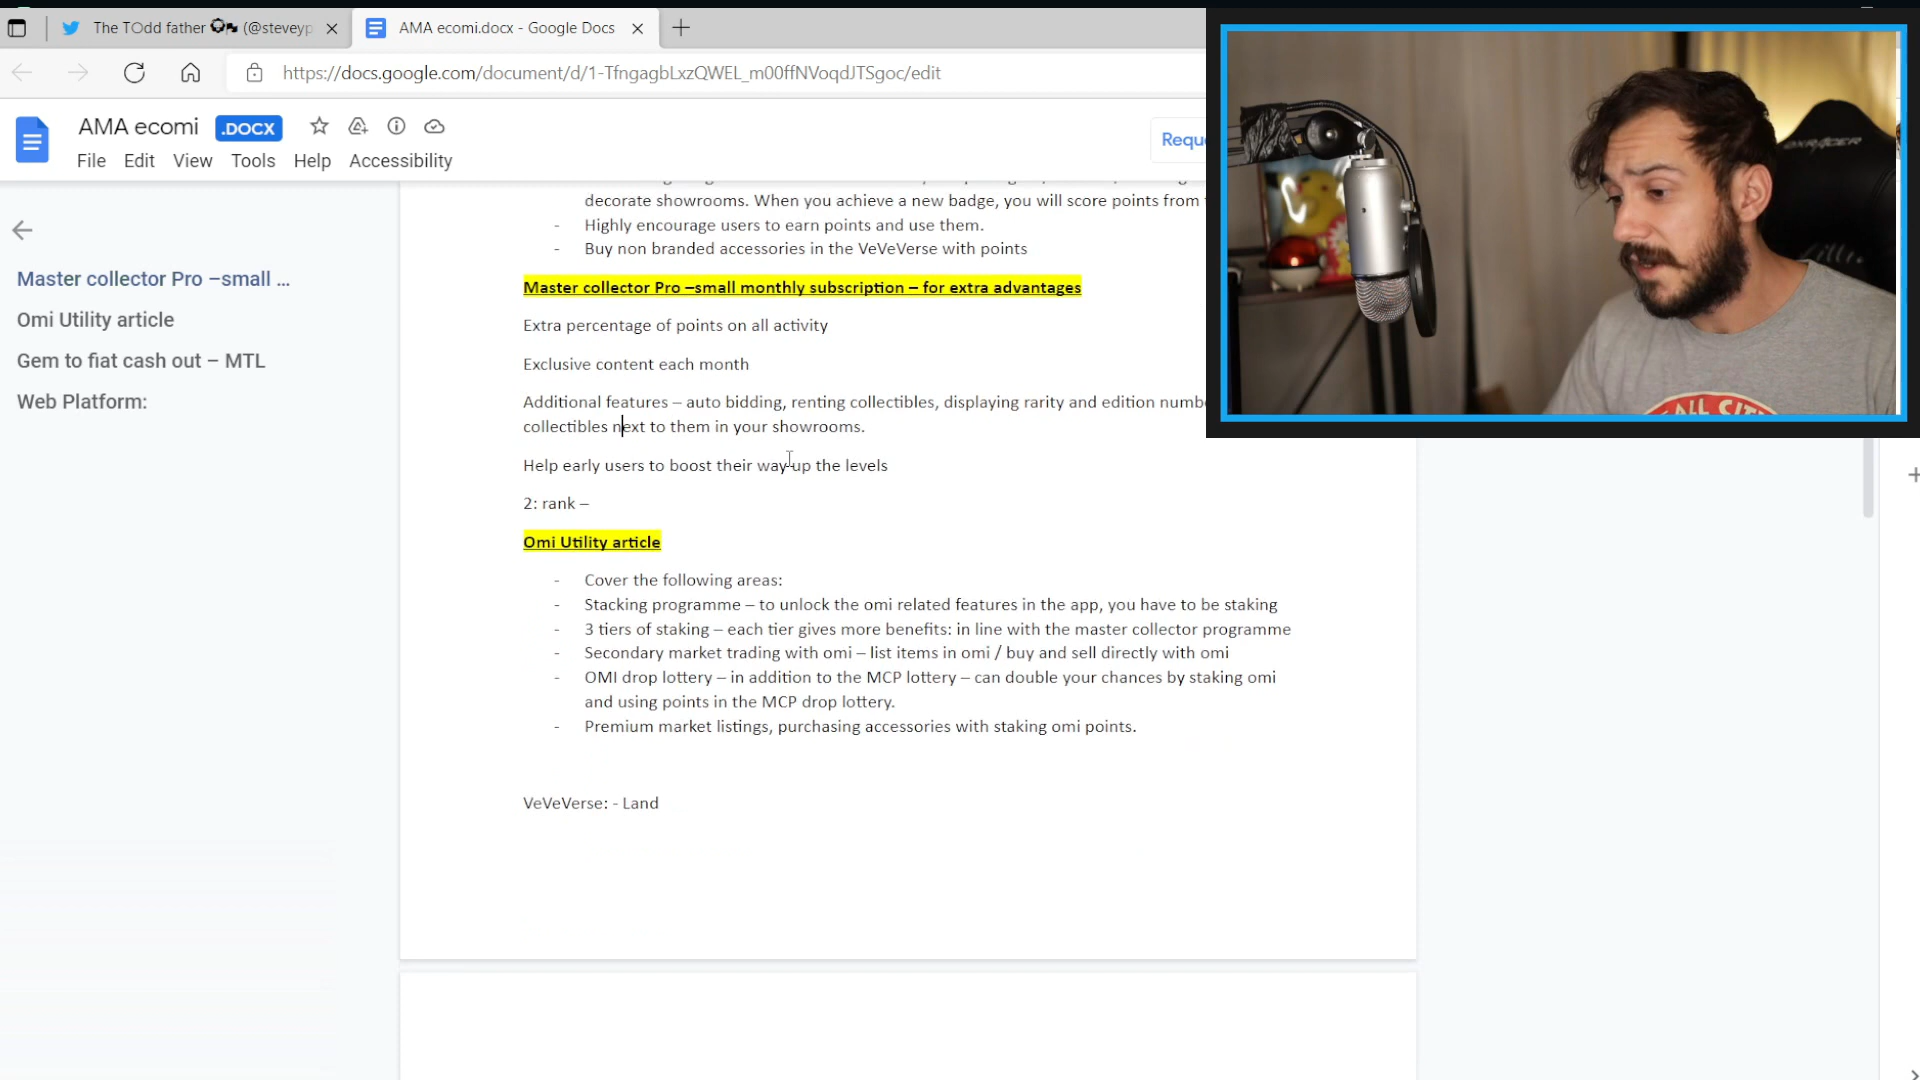 The TOdd father (@steveyp
AMA ecomi.docx - Google Docs
https://docs.google.com/document/d/1-TfngagbLxzQWEL_m00ffNVoqdJTSgoc/edit
AMA ecomi .DOCX
File Edit View Tools Help Accessibility
Requ
Master collector Pro –small ...
Omi Utility article
Gem to fiat cash out – MTL
Web Platform:
decorate showrooms. When you achieve a new badge, you will score points from
- Highly encourage users to earn points and use them.
- Buy non branded accessories in the VeVeVerse with points
Master collector Pro –small monthly subscription – for extra advantages
Extra percentage of points on all activity
Exclusive content each month
Additional features – auto bidding, renting collectibles, displaying rarity and edition numbe
collectibles next to them in your showrooms.
Help early users to boost their way up the levels
2: rank –
Omi Utility article
- Cover the following areas:
- Stacking programme – to unlock the omi related features in the app, you have to be staking
- 3 tiers of staking – each tier gives more benefits: in line with the master collector programme
- Secondary market trading with omi – list items in omi / buy and sell directly with omi
- OMI drop lottery – in addition to the MCP lottery – can double your chances by staking omi
and using points in the MCP drop lottery.
- Premium market listings, purchasing accessories with staking omi points.
VeVeVerse: - Land